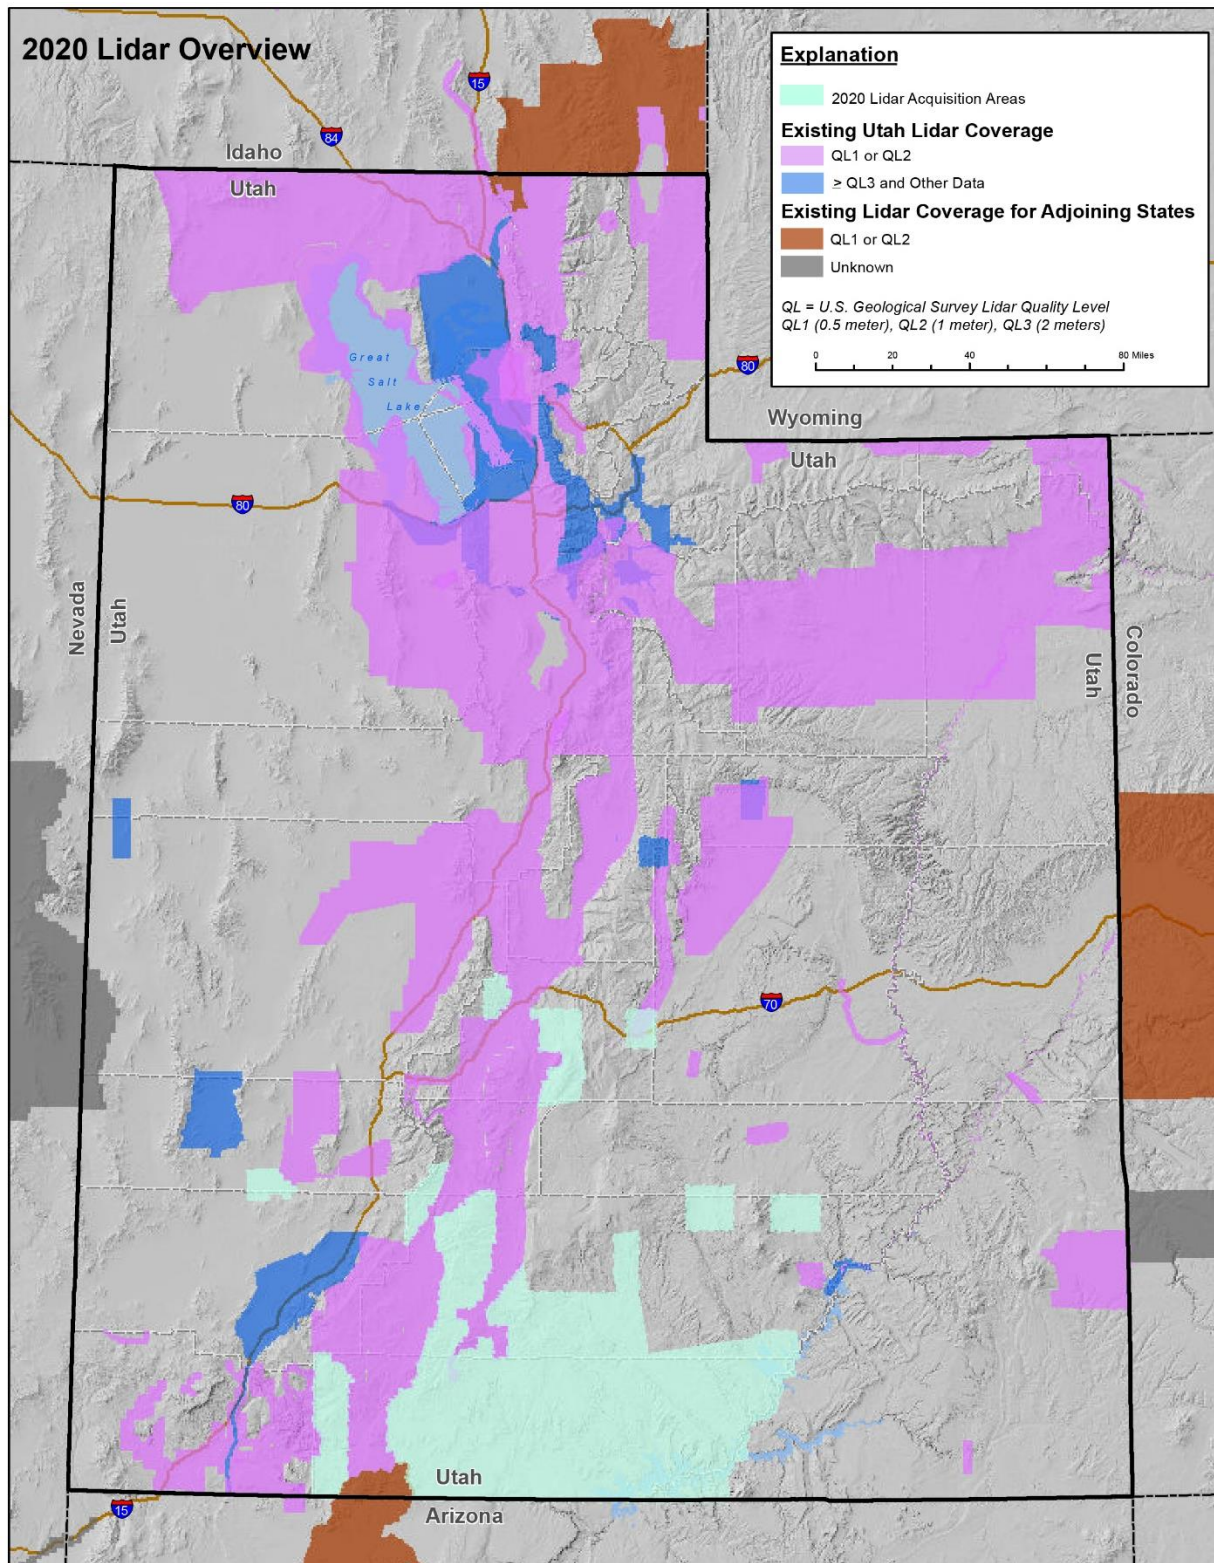 2020 Lidar Overview
Explanation
2020 Lidar Acquisition Areas
Existing Utah Lidar Coverage
QL1 or QL2
≥ QL3 and Other Data
Existing Lidar Coverage for Adjoining States
QL1 or QL2
Unknown
QL = U.S. Geological Survey Lidar Quality Level
QL1 (0.5 meter), QL2 (1 meter), QL3 (2 meters)
0 20 40 80 Miles
15
84
Idaho
Utah
80
Wyoming
Utah
Great
Salt
Lake
80
Nevada
Utah
Utah
Colorado
70
Utah
Arizona
15